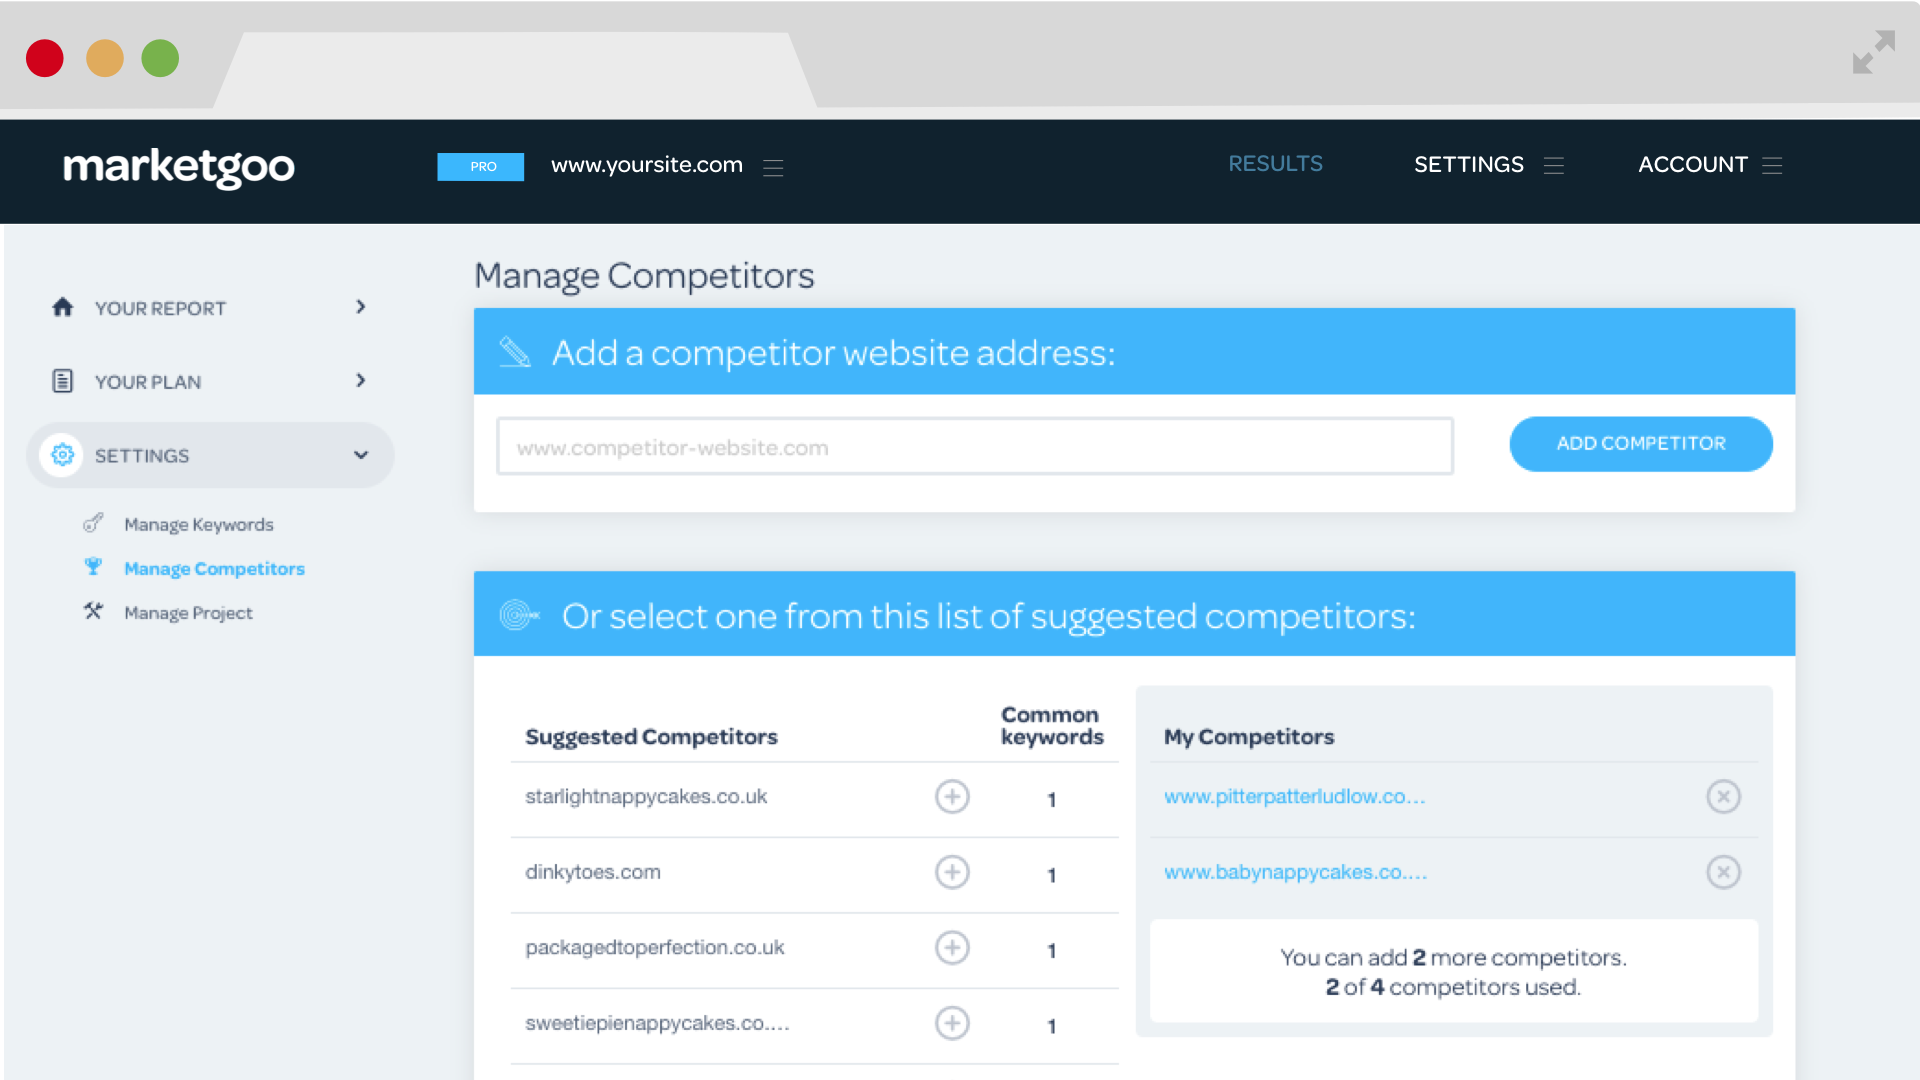 marketgoo
PRO
www.yoursite.com
RESULTS
SETTINGS
ACCOUNT
YOUR REPORT
YOUR PLAN
SETTINGS
Manage Keywords
Manage Competitors
Manage Project
Manage Competitors
Add a competitor website address:
www.competitor-website.com
ADD COMPETITOR
Or select one from this list of suggested competitors:
Suggested Competitors
Common
keywords
starlightnappycakes.co.uk 1
dinkytoes.com 1
packagedtoperfection.co.uk 1
sweetiepienappycakes.co.... 1
My Competitors
www.pitterpatterludlow.co...
www.babynappycakes.co....
You can add 2 more competitors.
2 of 4 competitors used.